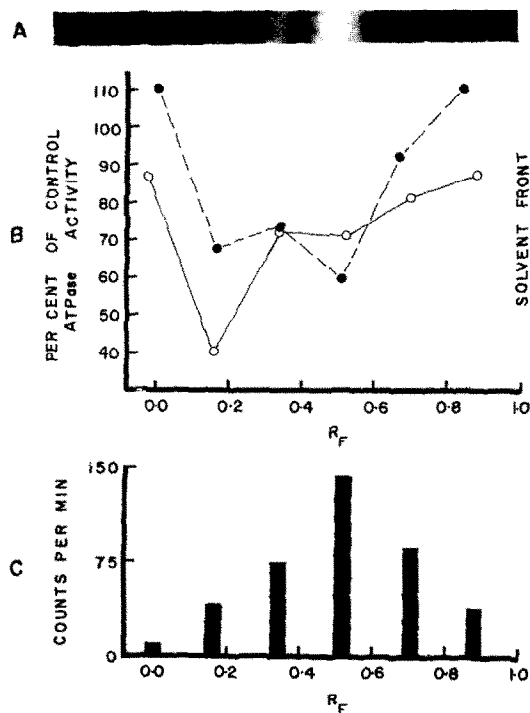 A
B
PER CENT OF CONTROL
ATPase ACTIVITY
110
100
90
80
70
60
50
40
0·0 0·2 0·4 0·6 0·8 1·0
R_F
SOLVENT FRONT
C
COUNTS PER MIN
150
75
0
0·0 0·2 0·4 0·6 0·8 1·0
R_F